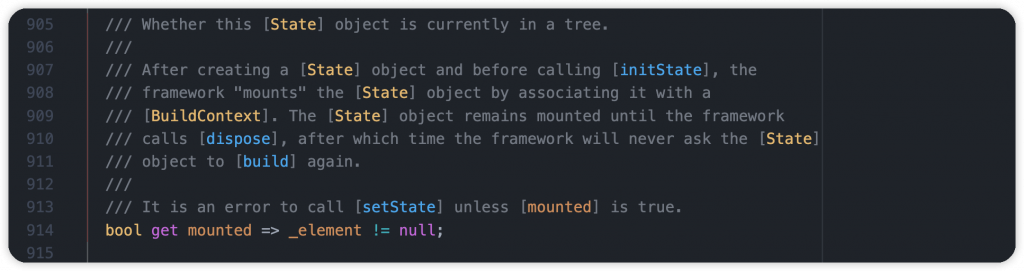 905 /// Whether this [State] object is currently in a tree.
906 ///
907 /// After creating a [State] object and before calling [initState], the
908 /// framework "mounts" the [State] object by associating it with a
909 /// [BuildContext]. The [State] object remains mounted until the framework
910 /// calls [dispose], after which time the framework will never ask the [State]
911 /// object to [build] again.
912 ///
913 /// It is an error to call [setState] unless [mounted] is true.
914 bool get mounted => _element != null;
915